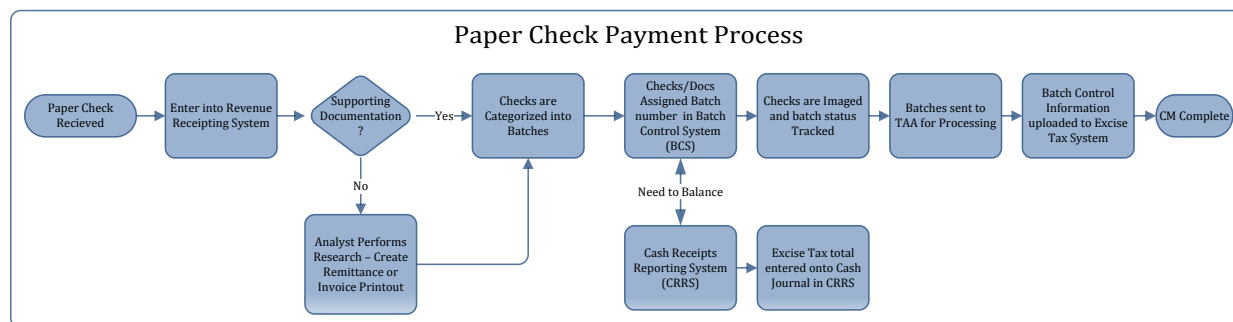 Paper Check Payment Process
Paper Check
Recieved
Enter into Revenue
Receipting System
Supporting
Documentation
?
Yes
No
Analyst Performs
Research – Create
Remittance or
Invoice Printout
Checks are
Categorized into
Batches
Checks/Docs
Assigned Batch
number in Batch
Control System
(BCS)
Need to Balance
Cash Receipts
Reporting System
(CRRS)
Excise Tax total
entered onto Cash
Journal in CRRS
Checks are Imaged
and batch status
Tracked
Batches sent to
TAA for Processing
Batch Control
Information
uploaded to Excise
Tax System
CM Complete